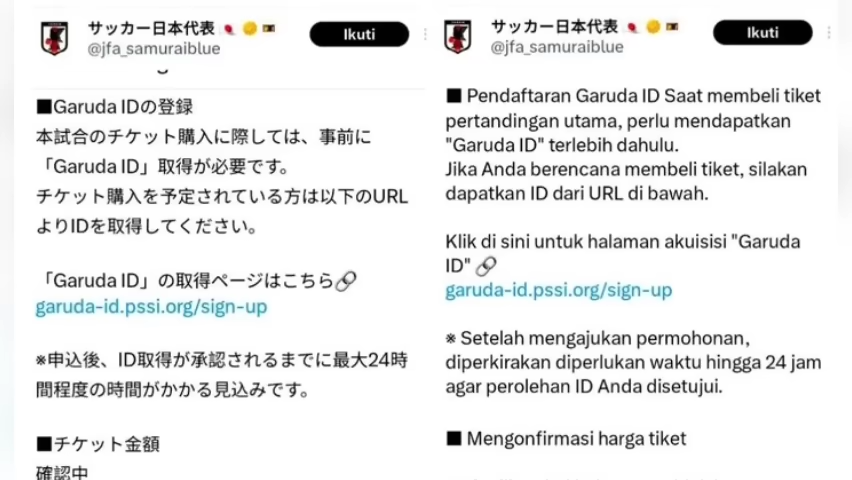 サッカー日本代表
@jfa_samuraiblue
Ikuti
■Garuda IDの登録
本試合のチケット購入に際しては、事前に
「Garuda ID」取得が必要です。
チケット購入を予定されている方は以下のURL
よりIDを取得してください。
「Garuda ID」の取得ページはこちら🔗
garuda-id.pssi.org/sign-up
※申込後、ID取得が承認されるまでに最大24時
間程度の時間がかかる見込みです。
■チケット金額
確認中
サッカー日本代表
@jfa_samuraiblue
Ikuti
■ Pendaftaran Garuda ID Saat membeli tiket
pertandingan utama, perlu mendapatkan
"Garuda ID" terlebih dahulu.
Jika Anda berencana membeli tiket, silakan
dapatkan ID dari URL di bawah.
Klik di sini untuk halaman akuisisi "Garuda
ID" 🔗
garuda-id.pssi.org/sign-up
※ Setelah mengajukan permohonan,
diperkirakan diperlukan waktu hingga 24 jam
agar perolehan ID Anda disetujui.
■ Mengonfirmasi harga tiket